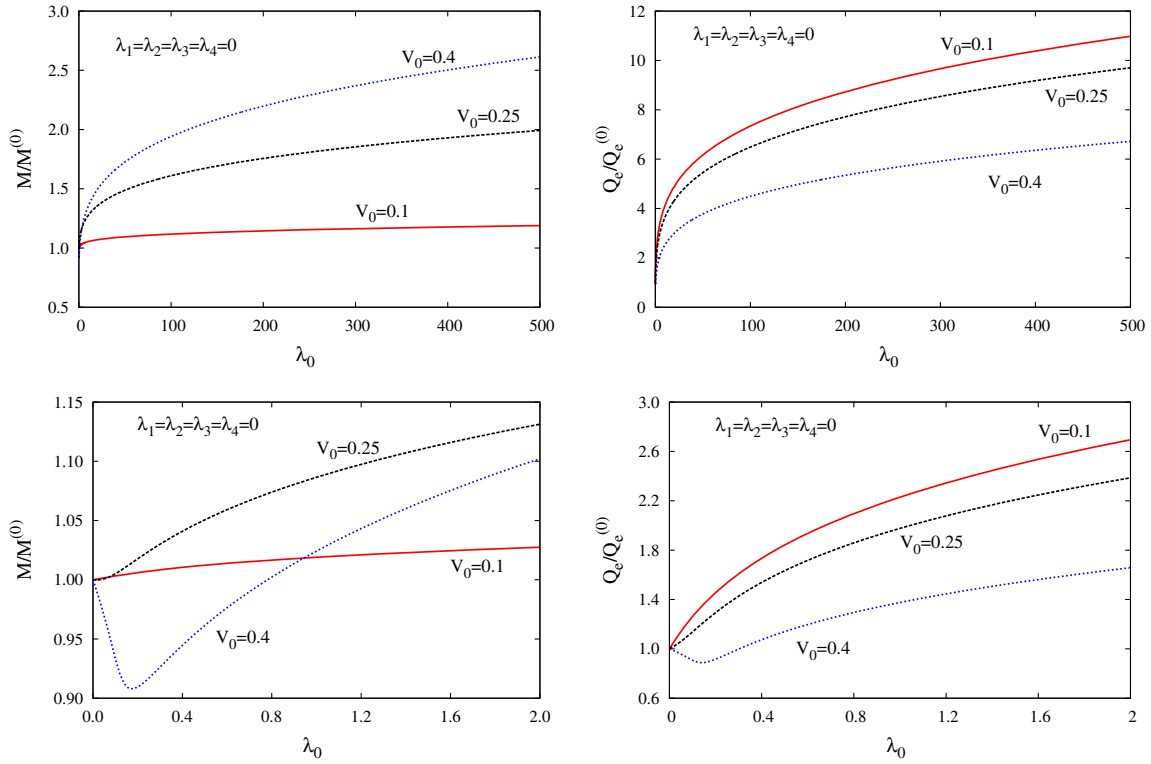 3.0
2.5
2.0
1.5
1.0
0.5
M/M^(0)
λ₁=λ₂=λ₃=λ₄=0
V₀=0.4
V₀=0.25
V₀=0.1
0 100 200 300 400 500
λ₀
12
10
8
6
4
2
0
Qₑ/Qₑ^(0)
λ₁=λ₂=λ₃=λ₄=0
V₀=0.1
V₀=0.25
V₀=0.4
0 100 200 300 400 500
λ₀
1.15
1.10
1.05
1.00
0.95
0.90
M/M^(0)
λ₁=λ₂=λ₃=λ₄=0
V₀=0.25
V₀=0.1
V₀=0.4
0.0 0.4 0.8 1.2 1.6 2.0
λ₀
3.0
2.6
2.2
1.8
1.4
1.0
0.6
Qₑ/Qₑ^(0)
λ₁=λ₂=λ₃=λ₄=0
V₀=0.1
V₀=0.25
V₀=0.4
0 0.4 0.8 1.2 1.6 2
λ₀